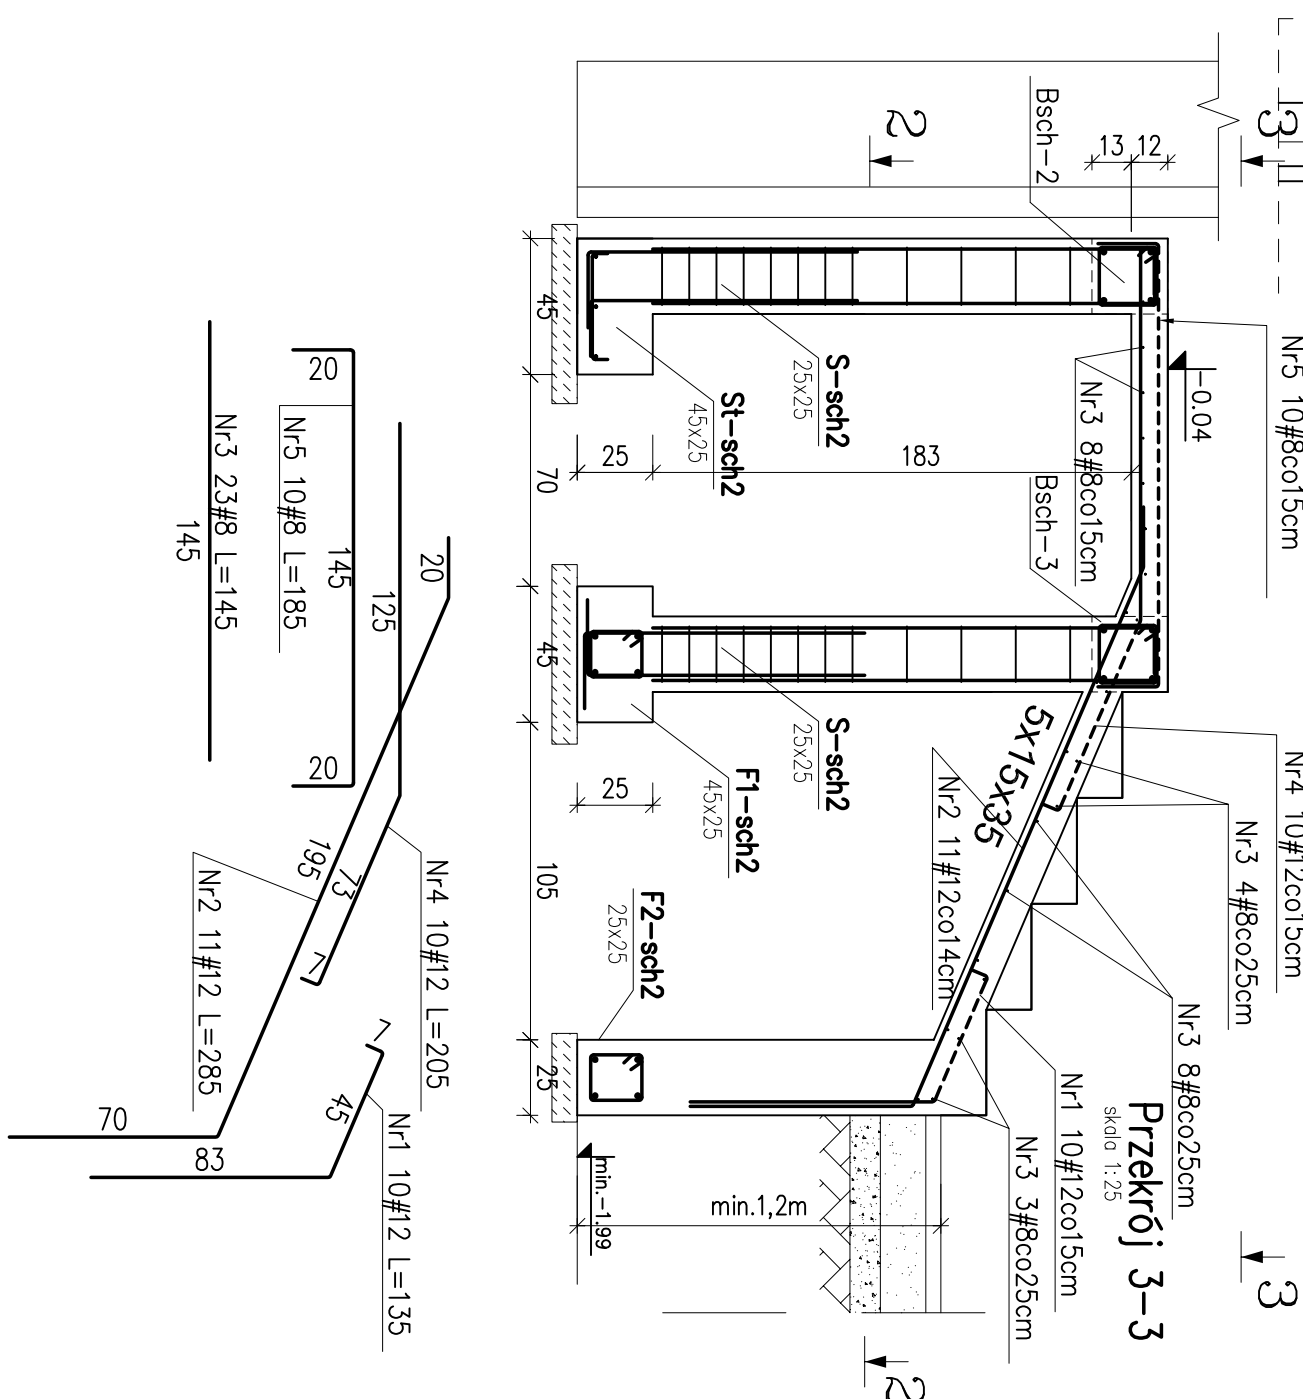 Przekrój 3-3
skala 1:25
3
3
2
2
Bsch-2
13
12
Nr5 10#8co15cm
-0.04
Nr3 8#8co15cm
Bsch-3
Nr4 10#12co15cm
Nr3 4#8co25cm
Nr3 8#8co25cm
Nr1 10#12co15cm
Nr3 3#8co25cm
5x15x35
Nr2 11#12co14cm
S-sch2
25x25
St-sch2
45x25
25
183
S-sch2
25x25
F1-sch2
45x25
25
F2-sch2
25x25
min.1,2m
min.-1.99
45
70
45
105
25
20
145
20
Nr5 10#8 L=185
Nr3 23#8 L=145
145
125
73
7
Nr4 10#12 L=205
20
195
70
Nr2 11#12 L=285
7
45
83
Nr1 10#12 L=135